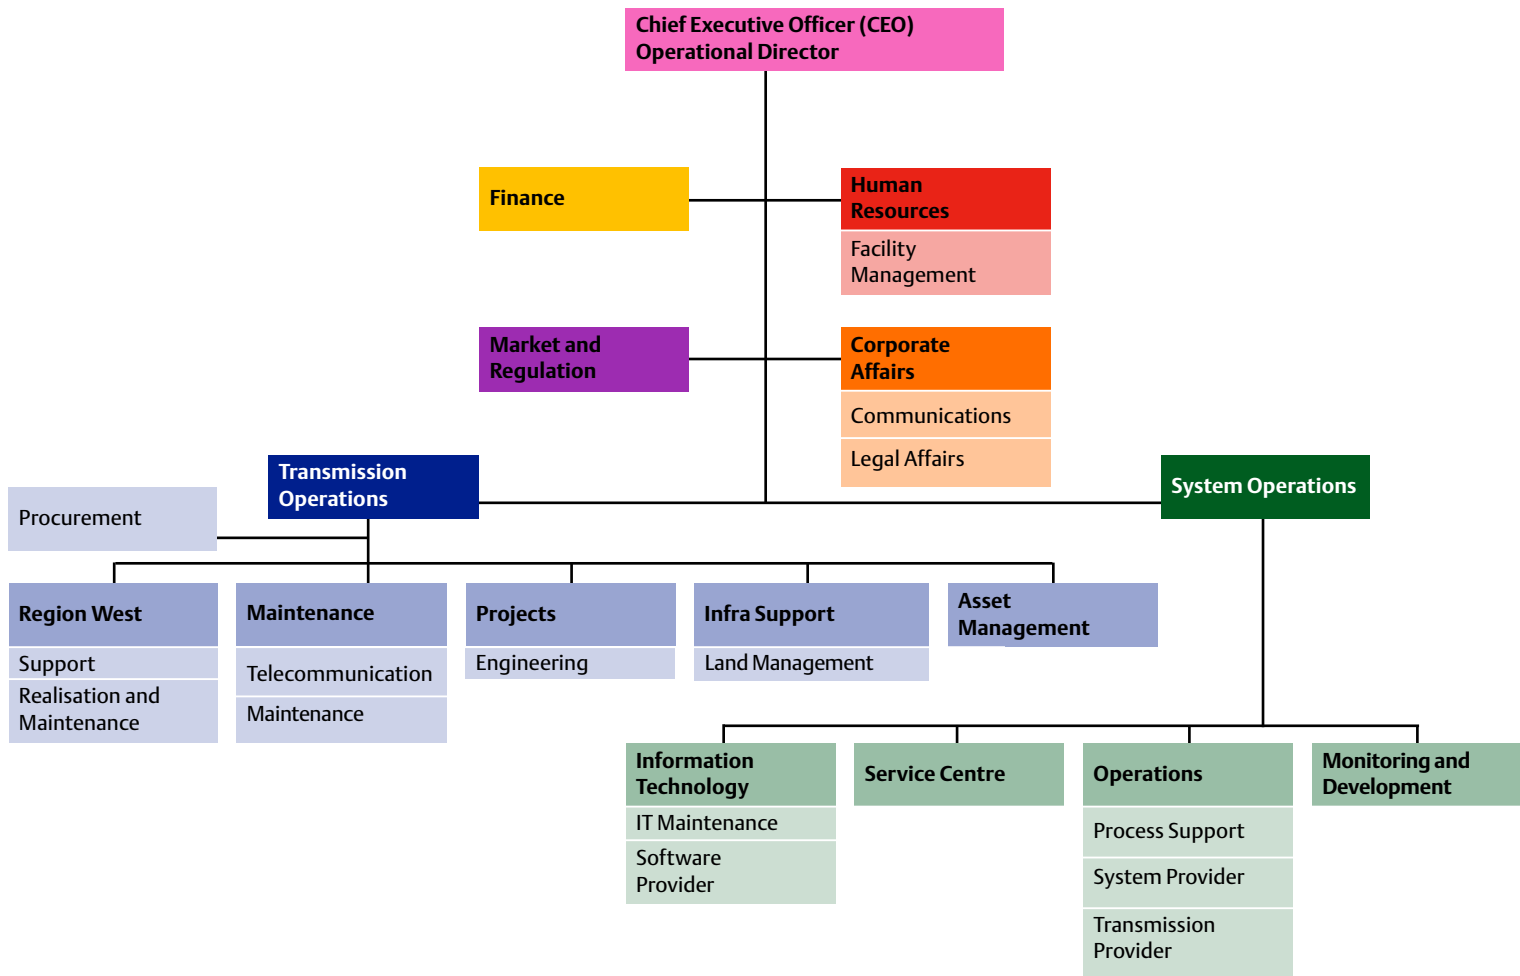 Chief Executive Officer (CEO)
Operational Director
Finance
Human
Resources
Facility
Management
Market and
Regulation
Corporate
Affairs
Communications
Legal Affairs
Transmission
Operations
System Operations
Procurement
Region West
Support
Realisation and
Maintenance
Maintenance
Telecommunication
Maintenance
Projects
Engineering
Infra Support
Land Management
Asset
Management
Information
Technology
IT Maintenance
Software
Provider
Service Centre
Operations
Process Support
System Provider
Transmission
Provider
Monitoring and
Development